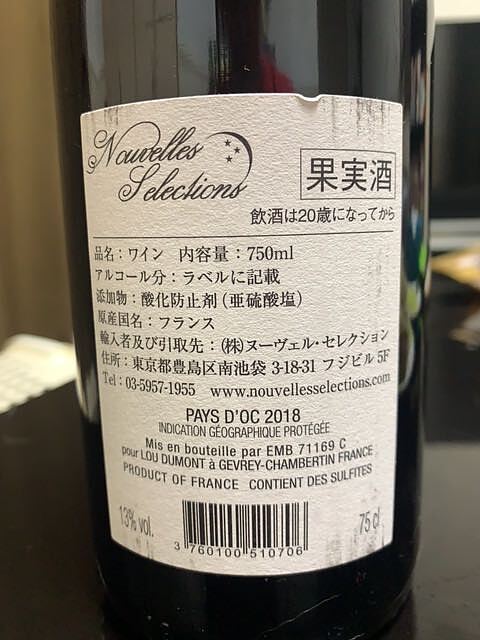 Nouvelles
Selections
果実酒
飲酒は20歳になってから
品名：ワイン 内容量：750ml
アルコール分：ラベルに記載
添加物：酸化防止剤（亜硫酸塩）
原産国名：フランス
輸入者及び引取先：(株)ヌーヴェル・セレクション
住所：東京都豊島区南池袋 3-18-31 フジビル 5F
Tel：03-5957-1955 www.nouvellesselections.com
PAYS D'OC 2018
INDICATION GÉOGRAPHIQUE PROTÉGÉE
Mis en bouteille par EMB 71169 C
pour LOU DUMONT à GEVREY-CHAMBERTIN FRANCE
PRODUCT OF FRANCE CONTIENT DES SULFITES
13% vol.
75 cl
3 760100 510706